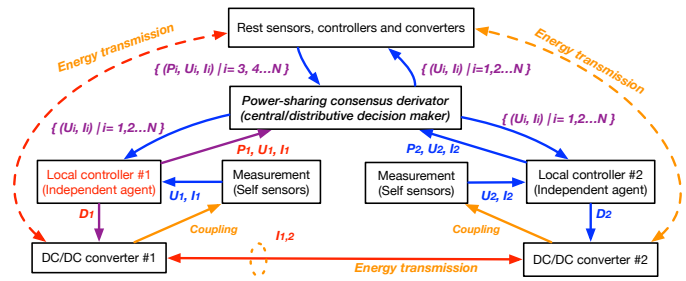 Rest sensors, controllers and converters
Energy transmission
Energy transmission
{ (Pi, Ui, Ii) | i= 3, 4...N }
{ (Ui, Ii) | i=1,2...N }
Power-sharing consensus derivator
(central/distributive decision maker)
{ (Ui, Ii) | i= 1,2...N }
{ (Ui, Ii) | i= 1,2...N }
P1, U1, I1
P2, U2, I2
Local controller #1
(Independent agent)
Measurement
(Self sensors)
Measurement
(Self sensors)
Local controller #2
(Independent agent)
U1, I1
U2, I2
D1
Coupling
Coupling
D2
I1,2
DC/DC converter #1
Energy transmission
DC/DC converter #2